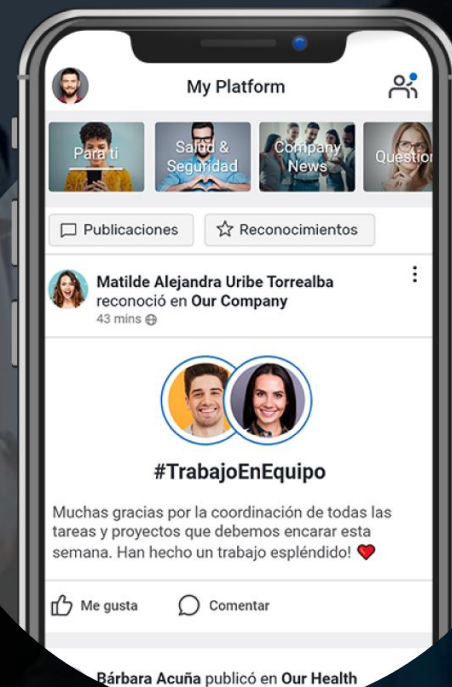 My Platform
Para ti
Salud &
Seguridad
Company
News
Question
Publicaciones
Reconocimientos
Matilde Alejandra Uribe Torrealba
reconoció en Our Company
43 mins
#TrabajoEnEquipo
Muchas gracias por la coordinación de todas las
tareas y proyectos que debemos encarar esta
semana. Han hecho un trabajo espléndido! ❤️
Me gusta
Comentar
Bárbara Acuña publicó en Our Health